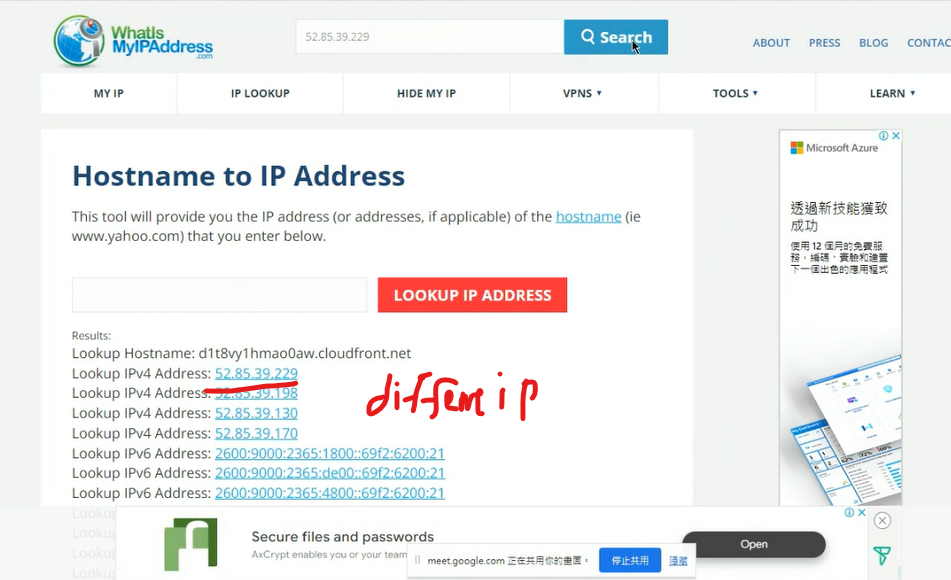 WhatIs
MyIPAddress
.com
52.85.39.229
Search
ABOUT
PRESS
BLOG
CONTAC
MY IP
IP LOOKUP
HIDE MY IP
VPNS
TOOLS
LEARN
Hostname to IP Address
This tool will provide you the IP address (or addresses, if applicable) of the hostname (ie
www.yahoo.com) that you enter below.
LOOKUP IP ADDRESS
Results:
Lookup Hostname: d1t8vy1hmao0aw.cloudfront.net
Lookup IPv4 Address: 52.85.39.229
Lookup IPv4 Address: 52.85.39.198
Lookup IPv4 Address: 52.85.39.130
Lookup IPv4 Address: 52.85.39.170
Lookup IPv6 Address: 2600:9000:2365:1800::69f2:6200:21
Lookup IPv6 Address: 2600:9000:2365:de00::69f2:6200:21
Lookup IPv6 Address: 2600:9000:2365:4800::69f2:6200:21
Lookup
Lookup
Lookup
Lookup
ip
Microsoft Azure
透過新技能獲致
成功
使用 12 個月的免費服
務，編碼、實驗和建置
下一個出色的應用程式
Secure files and passwords
AxCrypt enables you or your team
Open
meet.google.com 正在共用你的畫面。
停止共用
隱藏